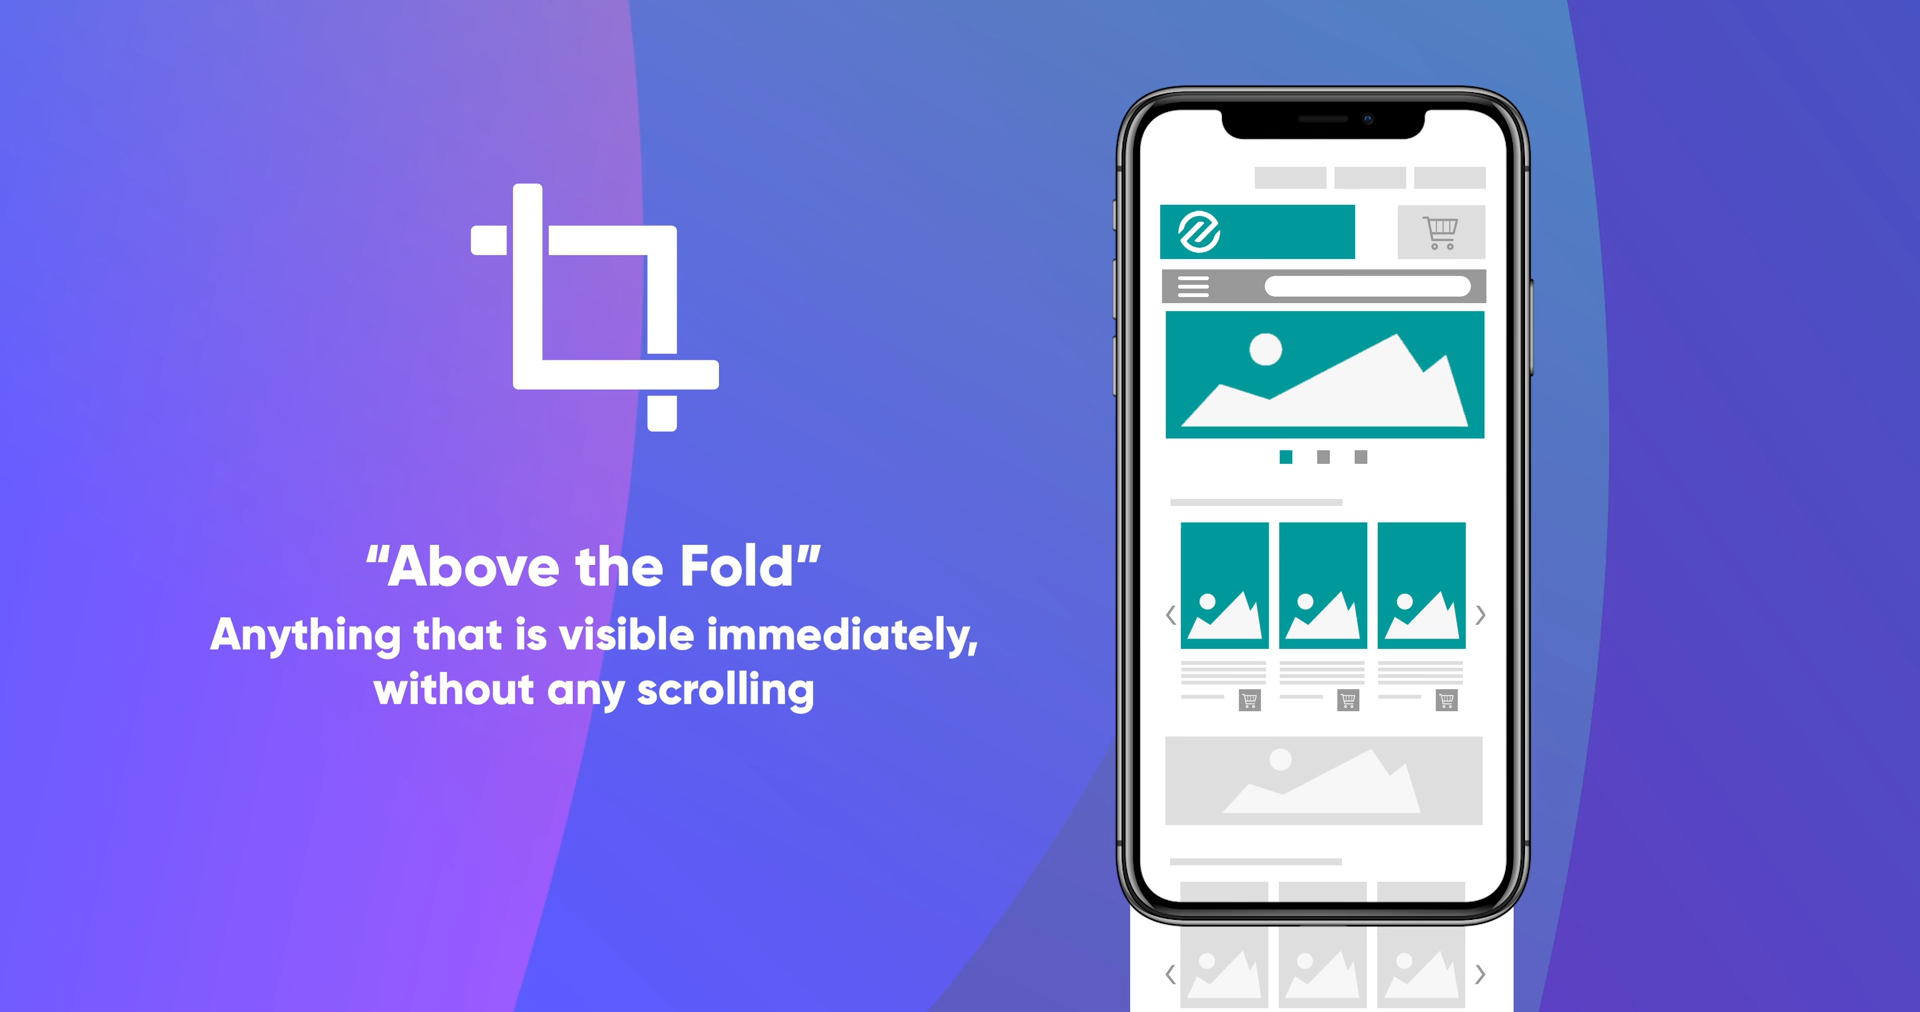 “Above the Fold”
Anything that is visible immediately,
without any scrolling